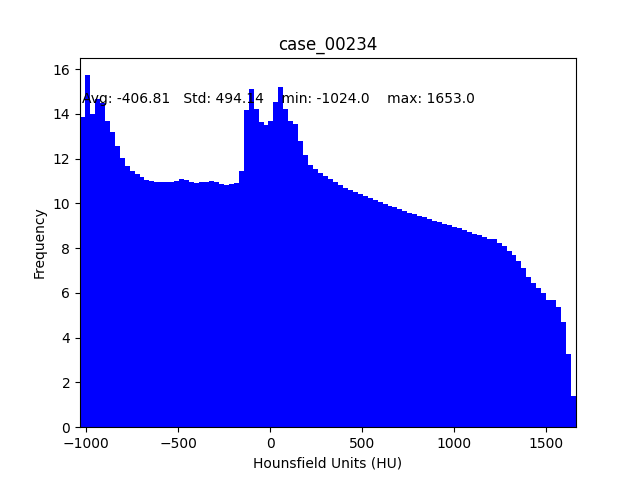 case_00234
Avg: -406.81   Std: 494.14    min: -1024.0    max: 1653.0
16
14
12
10
8
6
4
2
0
Frequency
−1000 −500 0 500 1000 1500
Hounsfield Units (HU)